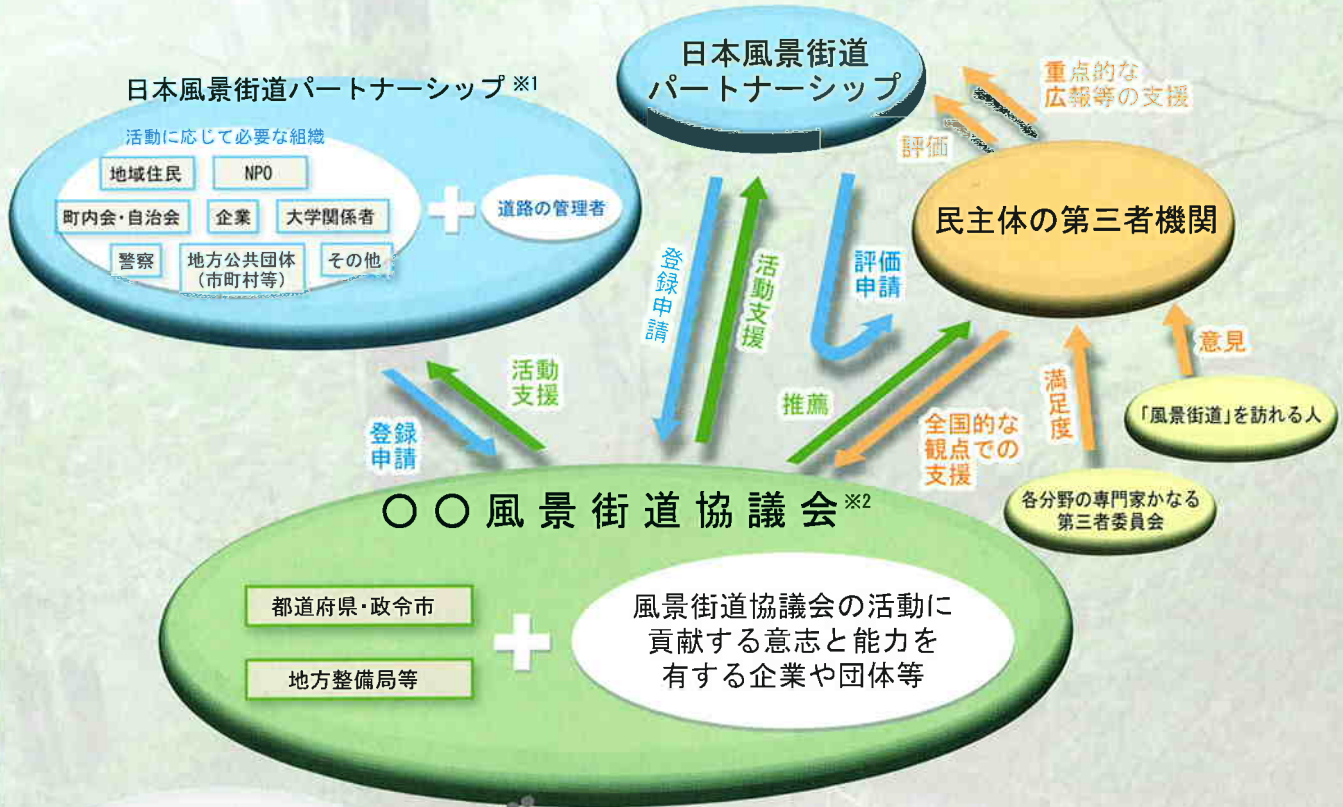 日本風景街道パートナーシップ※1
活動に応じて必要な組織
地域住民
NPO
町内会・自治会
企業
大学関係者
警察
地方公共団体
（市町村等）
その他
道路の管理者
日本風景街道
パートナーシップ
重点的な
広報等の支援
評価
民主体の第三者機関
登録申請
活動支援
評価
申請
意見
満足度
「風景街道」を訪れる人
各分野の専門家かなる
第三者委員会
活動
支援
登録
申請
推薦
全国的な
観点での
支援
〇〇風景街道協議会※2
都道府県・政令市
地方整備局等
風景街道協議会の活動に
貢献する意志と能力を
有する企業や団体等